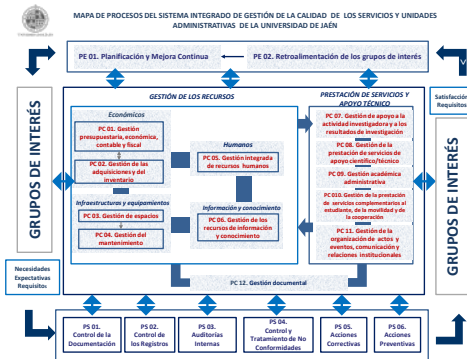 MAPA DE PROCESOS DEL SISTEMA INTEGRADO DE GESTIÓN DE LA CALIDAD DE LOS SERVICIOS Y UNIDADES
ADMINISTRATIVAS DE LA UNIVERSIDAD DE JAÉN
PE 01. Planificación y Mejora Continua
PE 02. Retroalimentación de los grupos de interés
GRUPOS DE INTERÉS
Necesidades
Expectativas
Requisitos
GESTIÓN DE LOS RECURSOS
Económicos
PC 01. Gestión
presupuestaria, económica,
contable y fiscal
PC 02. Gestión de las
adquisiciones y del
inventario
Infraestructuras y equipamientos
PC 03. Gestión de espacios
PC 04. Gestión del
mantenimiento
Humanos
PC 05. Gestión integrada
de recursos humanos
Información y conocimiento
PC 06. Gestión de los
recursos de información
y conocimiento
PRESTACIÓN DE SERVICIOS Y
APOYO TÉCNICO
PC 07. Gestión de apoyo a la
actividad investigadora y a los
resultados de investigación
PC 08. Gestión de la
prestación de servicios de
apoyo científico/técnico
PC 09. Gestión académica
administrativa
PC 010. Gestión de la prestación
de servicios complementarios al
estudiante, de la movilidad y de
la cooperación
PC 11. Gestión de la
organización de actos y
eventos, comunicación y
relaciones institucionales
PC 12. Gestión documental
Satisfacción
Requisitos
GRUPOS DE INTERÉS
PS 01.
Control de la
Documentación
PS 02.
Control de
los Registros
PS 03.
Auditorías
Internas
PS 04.
Control y
Tratamiento de No
Conformidades
PS 05.
Acciones
Correctivas
PS 06.
Acciones
Preventivas